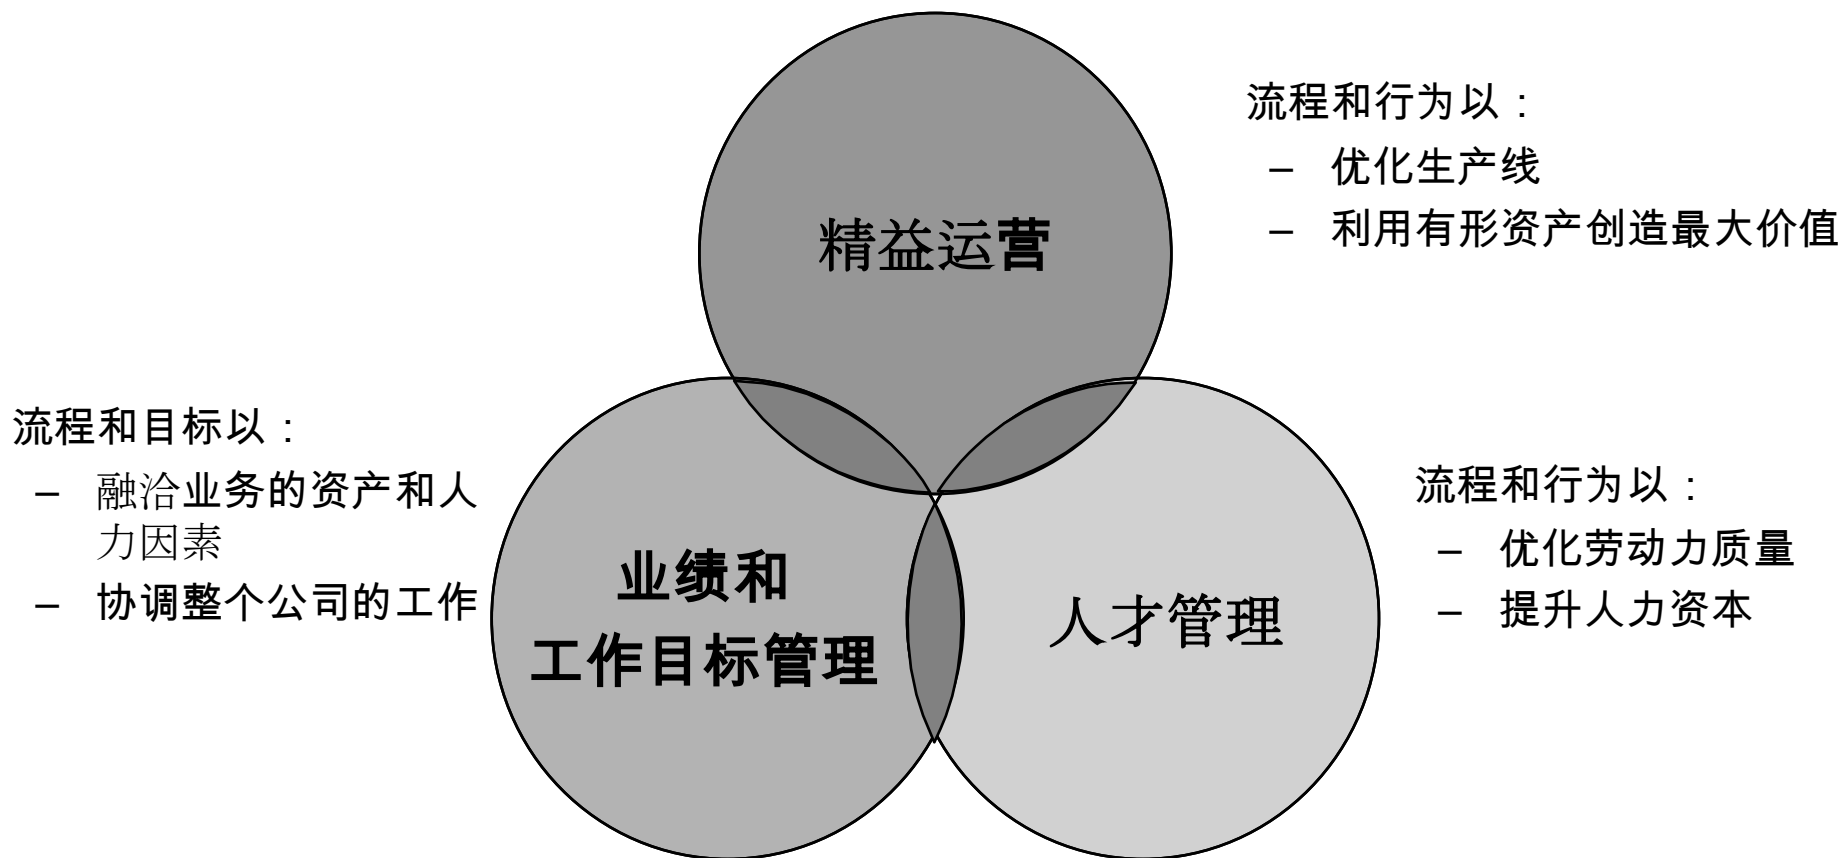 流程和行为以：
– 优化生产线
– 利用有形资产创造最大价值
精益运营
流程和目标以：
– 融洽业务的资产和人
力因素
– 协调整个公司的工作
业绩和
工作目标管理
人才管理
流程和行为以：
– 优化劳动力质量
– 提升人力资本